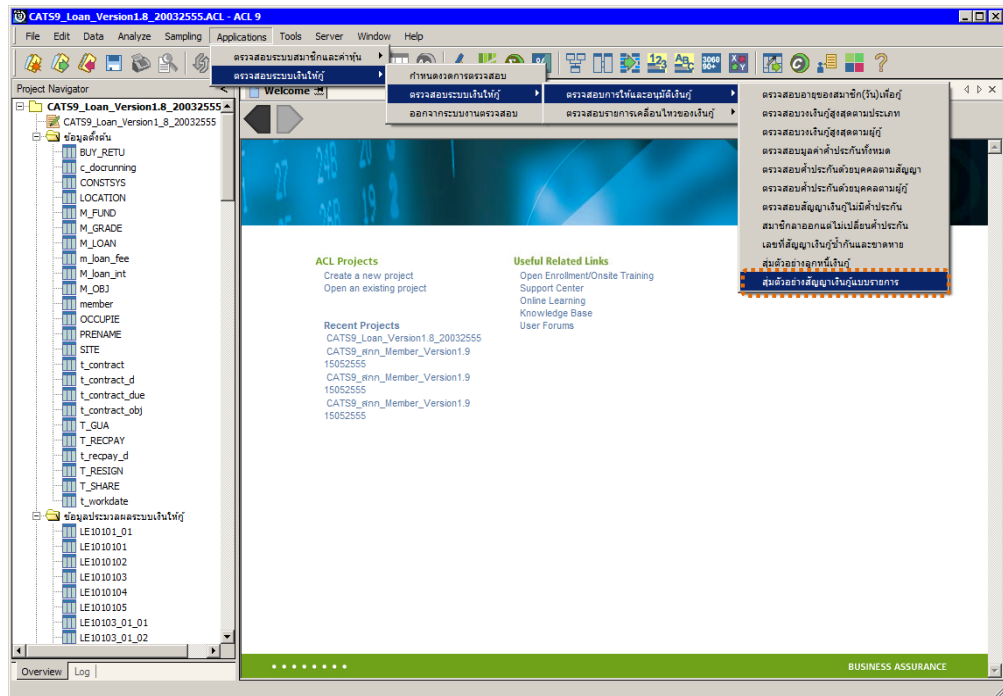 CATS9_Loan_Version1.8_20032555.ACL - ACL 9
File Edit Data Analyze Sampling Applications Tools Server Window Help
ตรวจสอบระบบสมาชิกและค่าหุ้น
ตรวจสอบระบบเงินให้กู้
กำหนดงวดการตรวจสอบ
ตรวจสอบระบบเงินให้กู้
ออกจากระบบงานตรวจสอบ
ตรวจสอบการให้และอนุมัติเงินกู้
ตรวจสอบรายการเคลื่อนไหวของเงินกู้
ตรวจสอบอายุของสมาชิก(วัน)เพื่อกู้
ตรวจสอบวงเงินกู้สูงสุดตามประเภท
ตรวจสอบวงเงินกู้สูงสุดตามผู้กู้
ตรวจสอบมูลค่าค้ำประกันทั้งหมด
ตรวจสอบค้ำประกันด้วยบุคคลตามสัญญา
ตรวจสอบค้ำประกันด้วยบุคคลตามผู้กู้
ตรวจสอบสัญญาเงินกู้ไม่มีค้ำประกัน
สมาชิกลาออกแต่ไม่เปลี่ยนค้ำประกัน
เลขที่สัญญาเงินกู้ซ้ำกันและขาดหาย
สุ่มตัวอย่างลูกหนี้เงินกู้
สุ่มตัวอย่างสัญญาเงินกู้แบบรายการ
Project Navigator
CATS9_Loan_Version1.8_20032555
CATS9_Loan_Version1_8_20032555
ข้อมูลตั้งต้น
BUY_RETU
c_docrunning
CONSTSYS
LOCATION
M_FUND
M_GRADE
M_LOAN
m_loan_fee
M_loan_int
M_OBJ
member
OCCUPIE
PRENAME
SITE
t_contract
t_contract_d
t_contract_due
t_contract_obj
T_GUA
T_RECPAY
t_recpay_d
T_RESIGN
T_SHARE
t_workdate
ข้อมูลประมวลผลระบบเงินให้กู้
LE10101_01
LE1010101
LE1010102
LE1010103
LE1010104
LE1010105
LE10103_01_01
LE10103_01_02
Overview Log
Welcome
ACL Projects
Create a new project
Open an existing project
Recent Projects
CATS9_Loan_Version1.8_20032555
CATS9_สกก_Member_Version1.9
15052555
CATS9_สกก_Member_Version1.9
15052555
CATS9_สกก_Member_Version1.9
15052555
Useful Related Links
Open Enrollment/Onsite Training
Support Center
Online Learning
Knowledge Base
User Forums
BUSINESS ASSURANCE